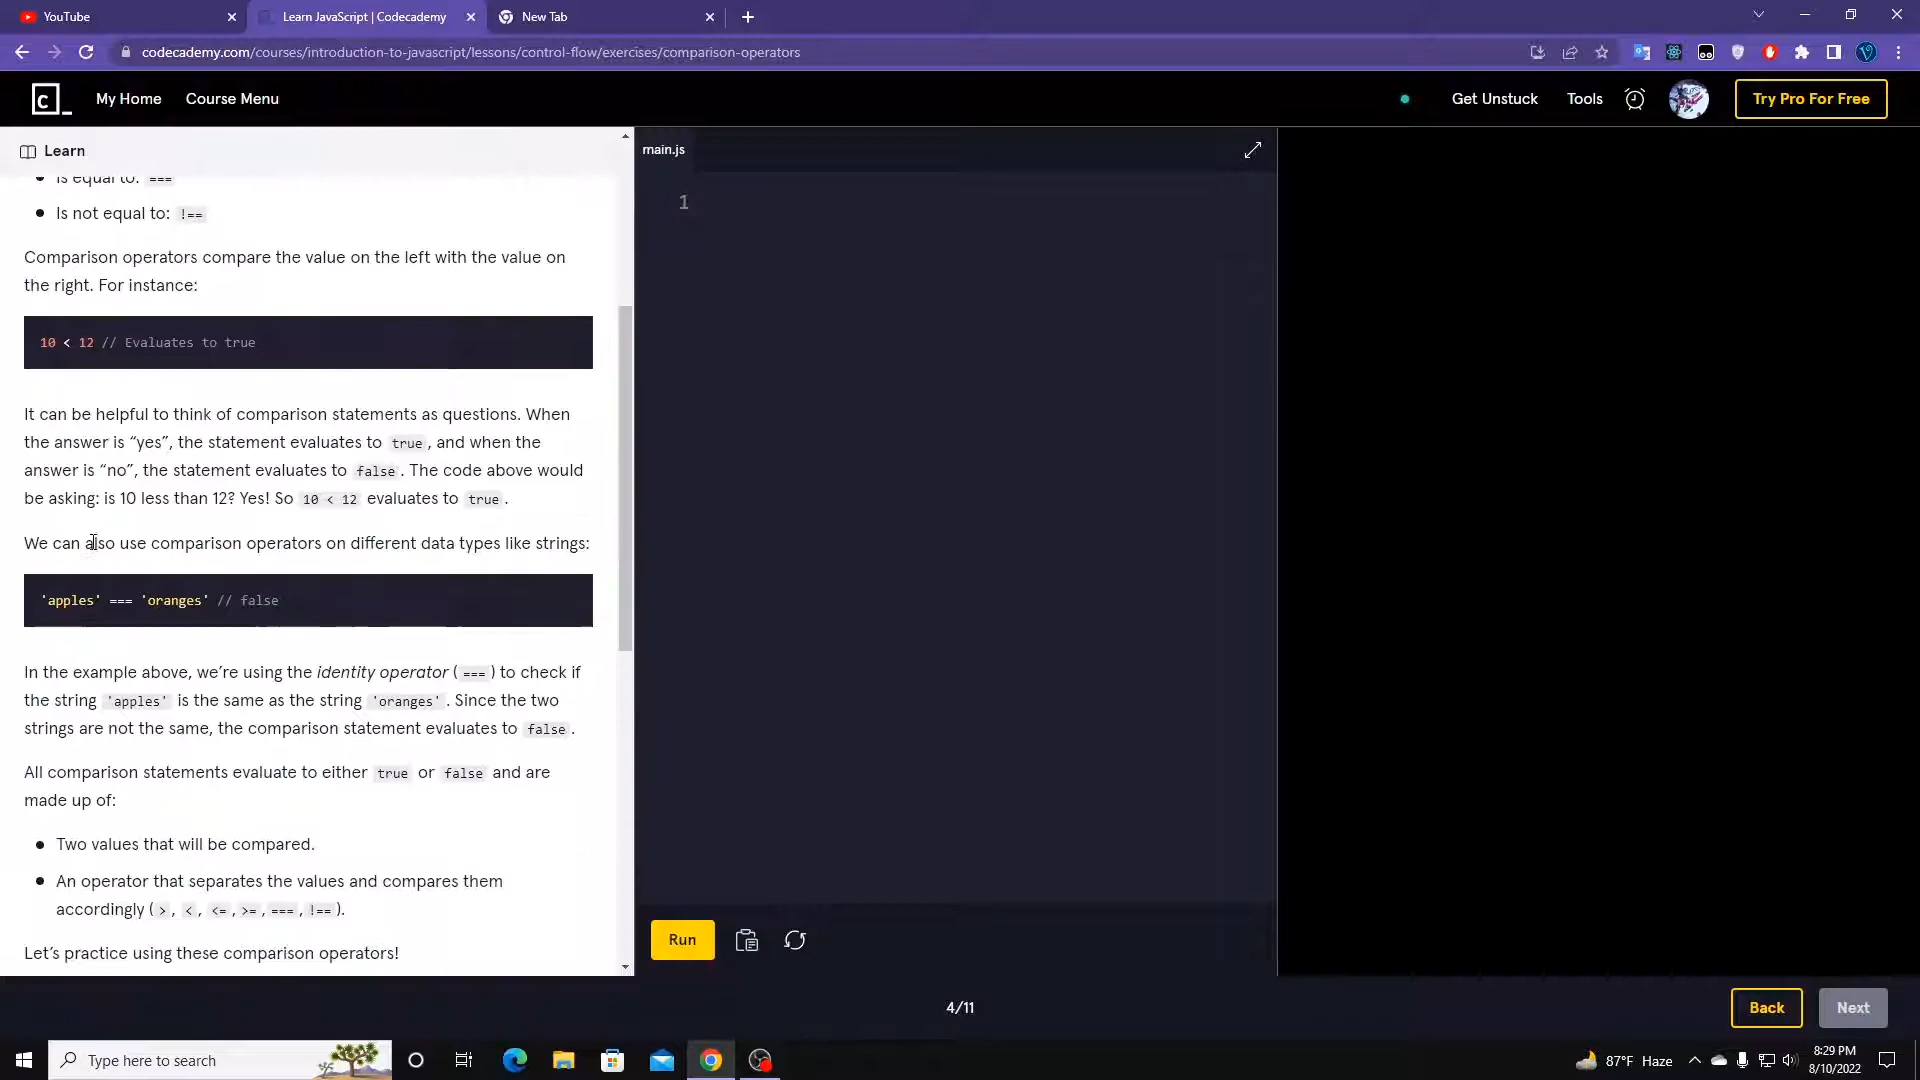 YouTube
Learn JavaScript | Codecademy
New Tab
codecademy.com/courses/introduction-to-javascript/lessons/control-flow/exercises/comparison-operators
c_
My Home
Course Menu
Get Unstuck
Tools
Try Pro For Free
Learn
Is equal to: ===
Is not equal to: !==
Comparison operators compare the value on the left with the value on
the right. For instance:
10 < 12 // Evaluates to true
It can be helpful to think of comparison statements as questions. When
the answer is “yes”, the statement evaluates to true, and when the
answer is “no”, the statement evaluates to false. The code above would
be asking: is 10 less than 12? Yes! So 10 < 12 evaluates to true.
We can also use comparison operators on different data types like strings:
'apples' === 'oranges' // false
In the example above, we’re using the identity operator (===) to check if
the string 'apples' is the same as the string 'oranges'. Since the two
strings are not the same, the comparison statement evaluates to false.
All comparison statements evaluate to either true or false and are
made up of:
Two values that will be compared.
An operator that separates the values and compares them
accordingly (>, <, <=, >=, ===, !==).
Let’s practice using these comparison operators!
main.js
1
Run
4/11
Back
Next
Type here to search
87°F Haze
8:29 PM
8/10/2022